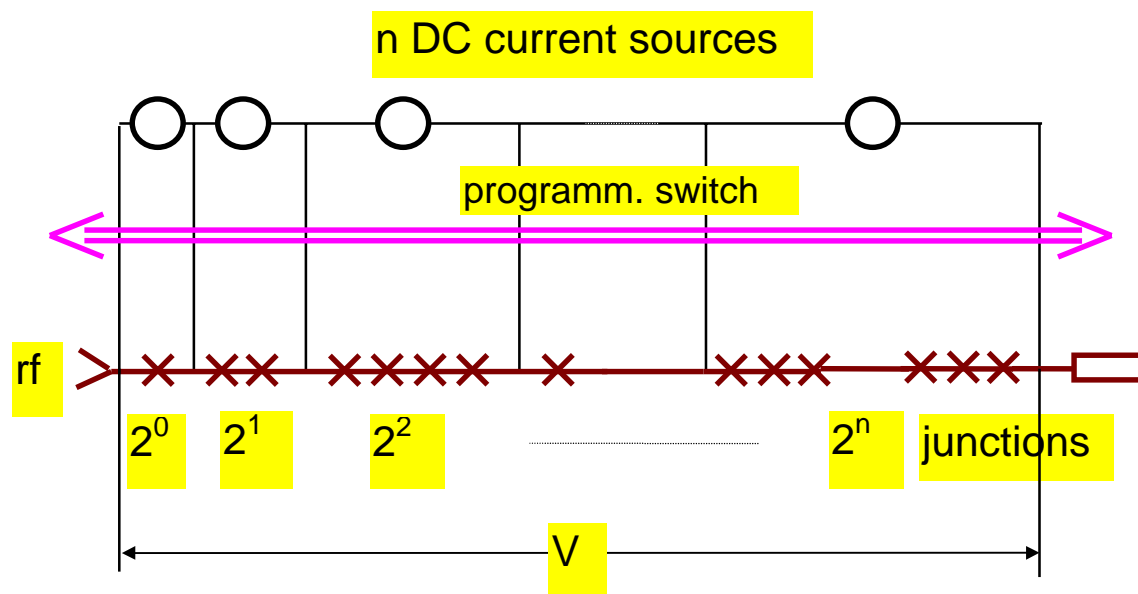 n DC current sources
programm. switch
rf
2⁰ 2¹ 2² 2ⁿ junctions
V